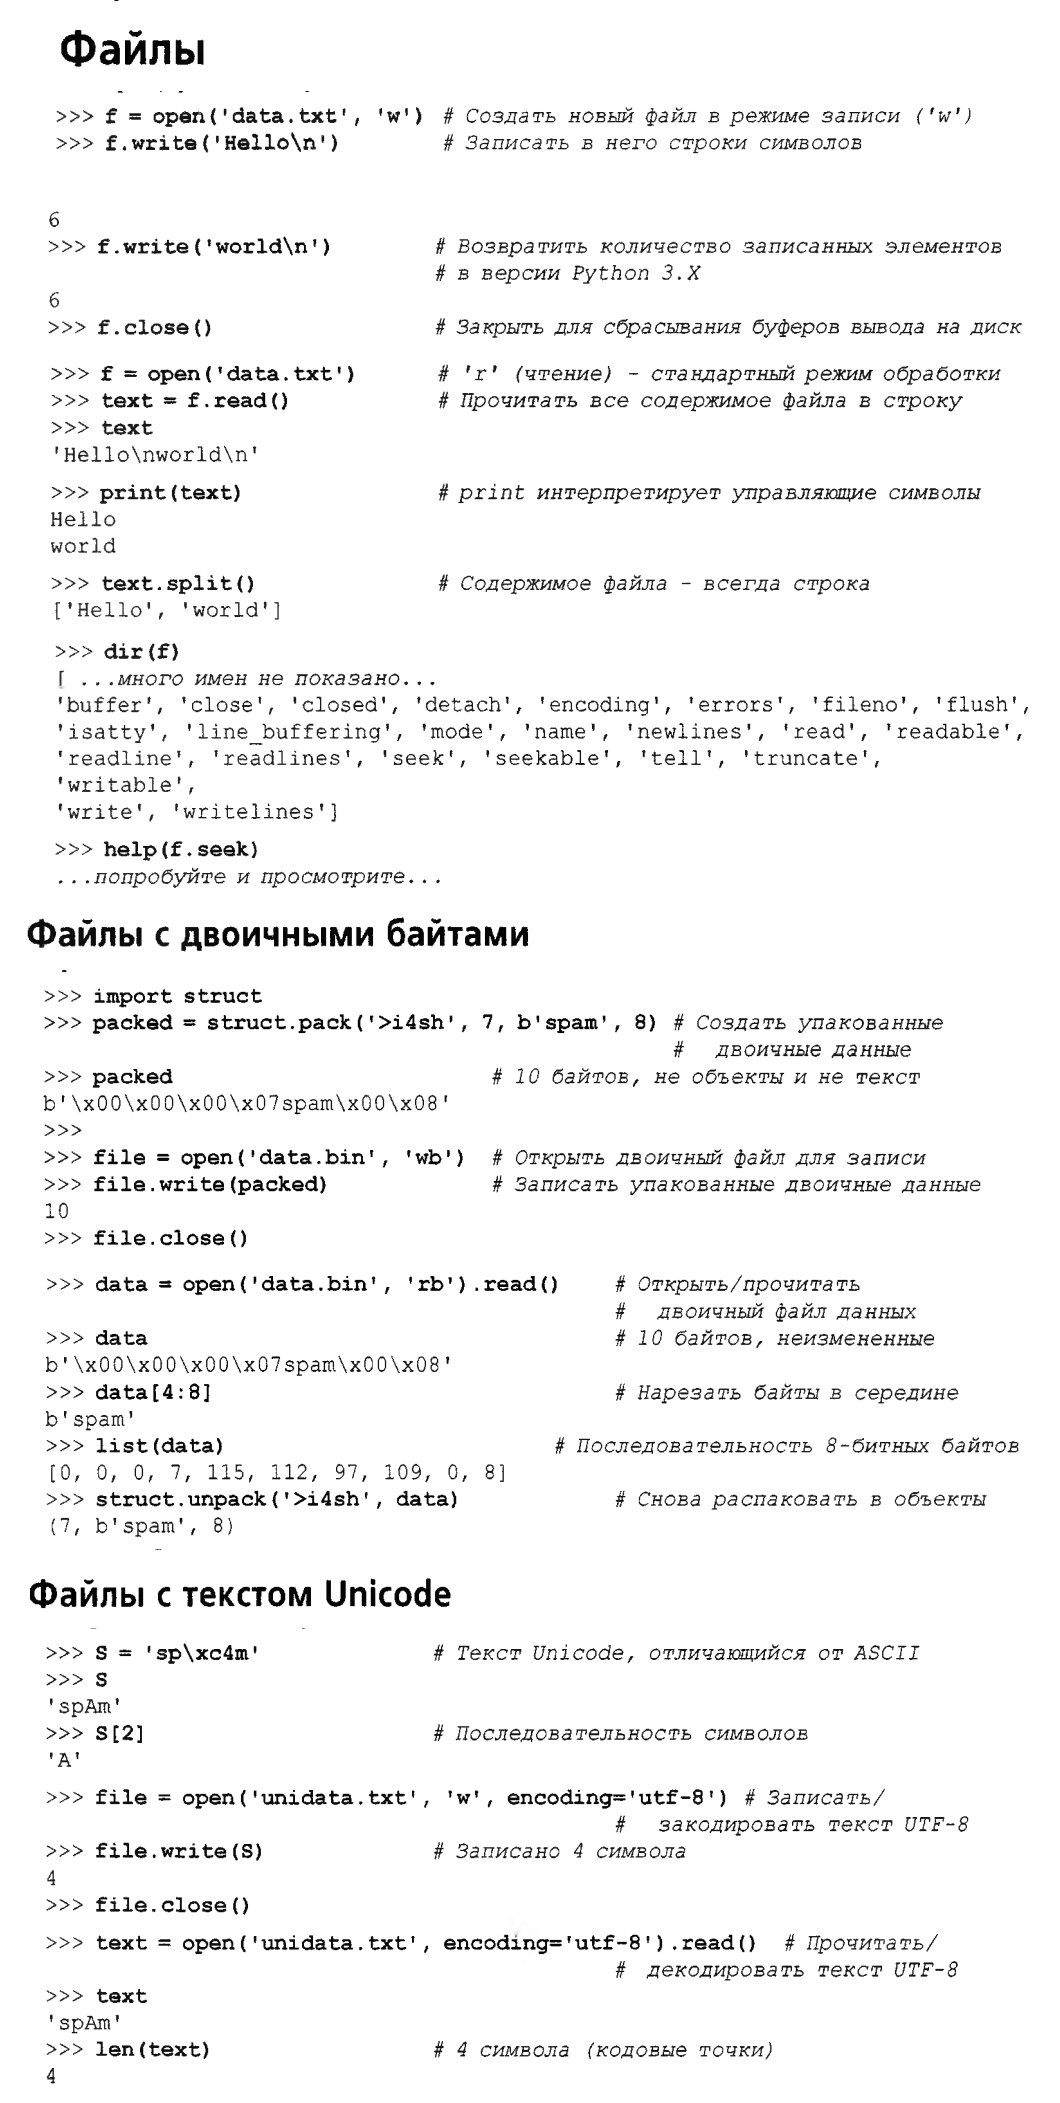 Файлы
>>> f = open('data.txt', 'w') # Создать новый файл в режиме записи ('w')
>>> f.write('Hello\n') # Записать в него строки символов
6
>>> f.write('world\n') # Возвратить количество записанных элементов
# в версии Python 3.X
6
>>> f.close() # Закрыть для сбрасывания буферов вывода на диск
>>> f = open('data.txt') # 'r' (чтение) - стандартный режим обработки
>>> text = f.read() # Прочитать все содержимое файла в строку
>>> text
'Hello\nworld\n'
>>> print(text) # print интерпретирует управляющие символы
Hello
world
>>> text.split() # Содержимое файла - всегда строка
['Hello', 'world']
>>> dir(f)
[ ...много имен не показано...
'buffer', 'close', 'closed', 'detach', 'encoding', 'errors', 'fileno', 'flush',
'isatty', 'line_buffering', 'mode', 'name', 'newlines', 'read', 'readable',
'readline', 'readlines', 'seek', 'seekable', 'tell', 'truncate',
'writable',
'write', 'writelines']
>>> help(f.seek)
...попробуйте и просмотрите...
Файлы с двоичными байтами
>>> import struct
>>> packed = struct.pack('>i4sh', 7, b'spam', 8) # Создать упакованные
# двоичные данные
>>> packed # 10 байтов, не объекты и не текст
b'\x00\x00\x00\x07spam\x00\x08'
>>>
>>> file = open('data.bin', 'wb') # Открыть двоичный файл для записи
>>> file.write(packed) # Записать упакованные двоичные данные
10
>>> file.close()
>>> data = open('data.bin', 'rb').read() # Открыть/прочитать
# двоичный файл данных
>>> data # 10 байтов, неизмененные
b'\x00\x00\x00\x07spam\x00\x08'
>>> data[4:8] # Нарезать байты в середине
b'spam'
>>> list(data) # Последовательность 8-битных байтов
[0, 0, 0, 7, 115, 112, 97, 109, 0, 8]
>>> struct.unpack('>i4sh', data) # Снова распаковать в объекты
(7, b'spam', 8)
Файлы с текстом Unicode
>>> S = 'sp\xc4m' # Текст Unicode, отличающийся от ASCII
>>> S
'spAm'
>>> S[2] # Последовательность символов
'A'
>>> file = open('unidata.txt', 'w', encoding='utf-8') # Записать/
# закодировать текст UTF-8
>>> file.write(S) # Записано 4 символа
4
>>> file.close()
>>> text = open('unidata.txt', encoding='utf-8').read() # Прочитать/
# декодировать текст UTF-8
>>> text
'spAm'
>>> len(text) # 4 символа (кодовые точки)
4